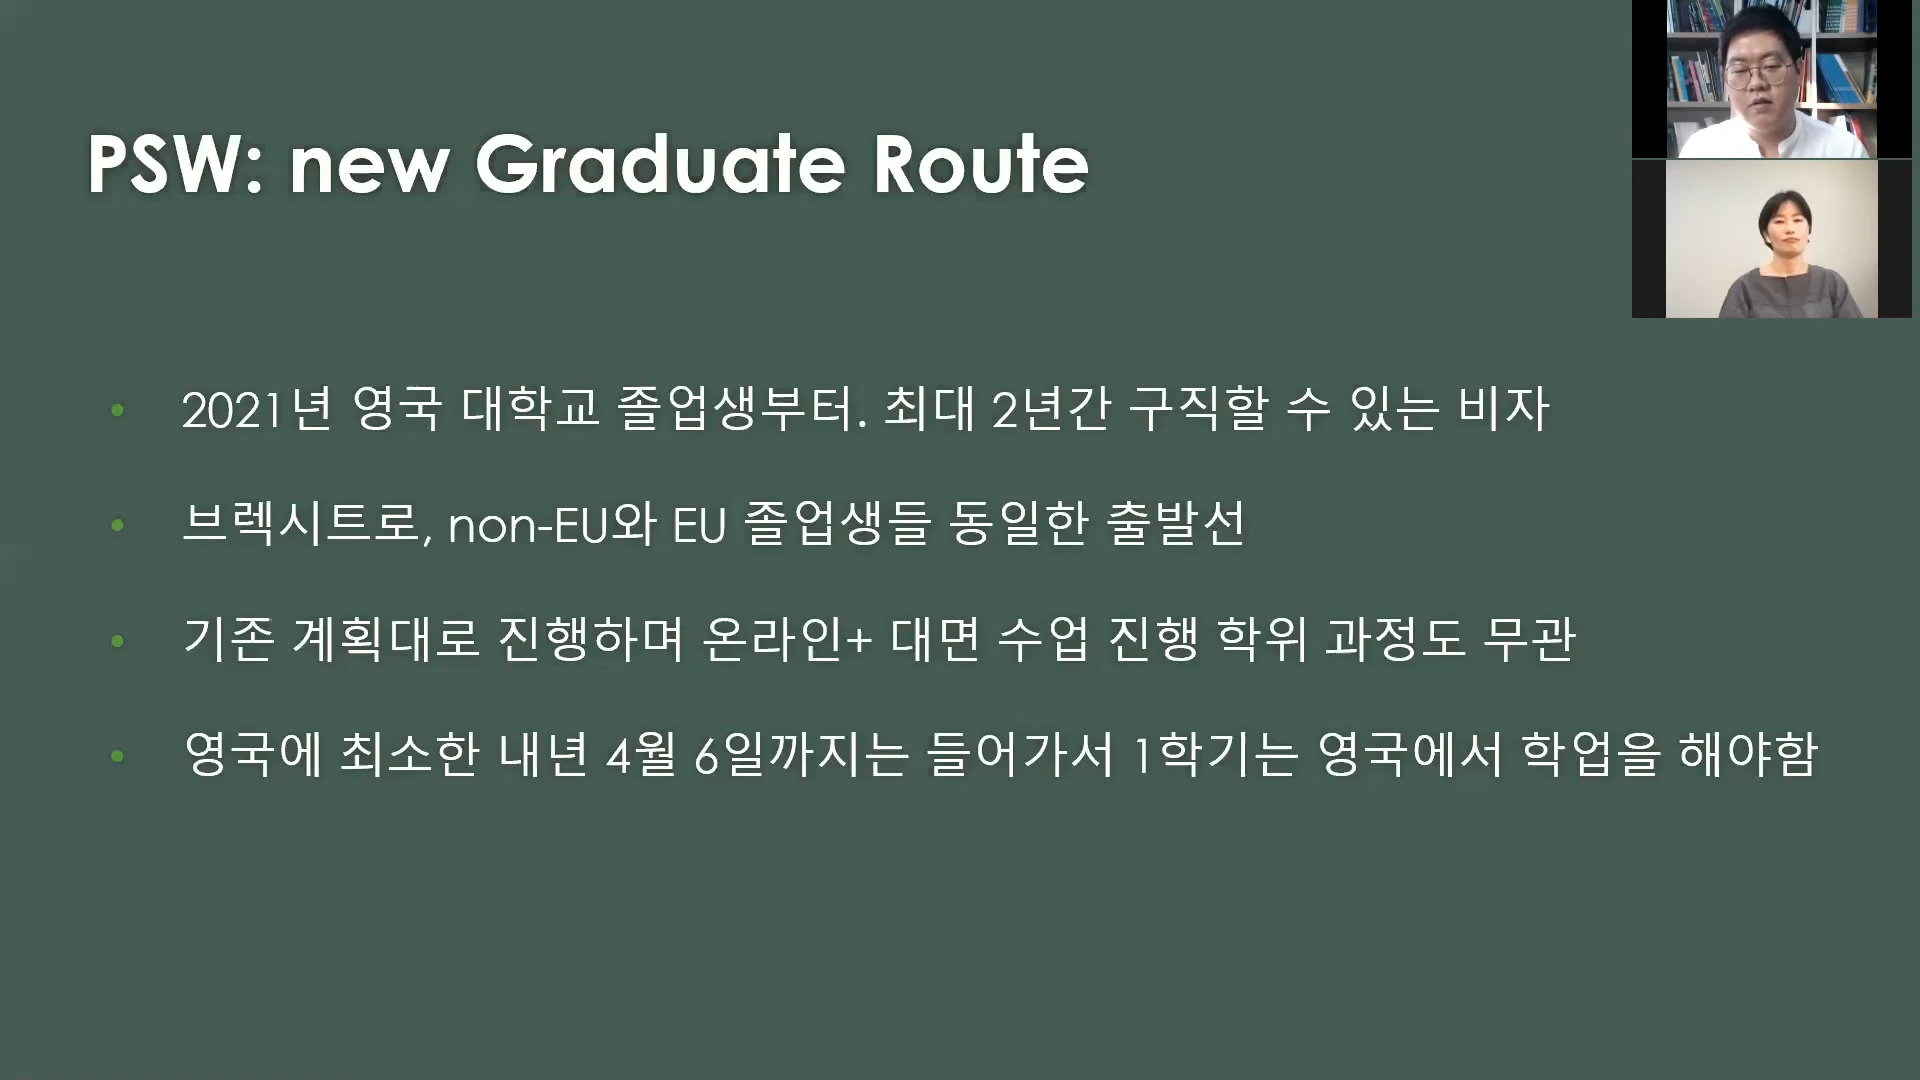 PSW: new Graduate Route
2021년 영국 대학교 졸업생부터. 최대 2년간 구직할 수 있는 비자
브렉시트로, non-EU와 EU 졸업생들 동일한 출발선
기존 계획대로 진행하며 온라인+ 대면 수업 진행 학위 과정도 무관
영국에 최소한 내년 4월 6일까지는 들어가서 1학기는 영국에서 학업을 해야함